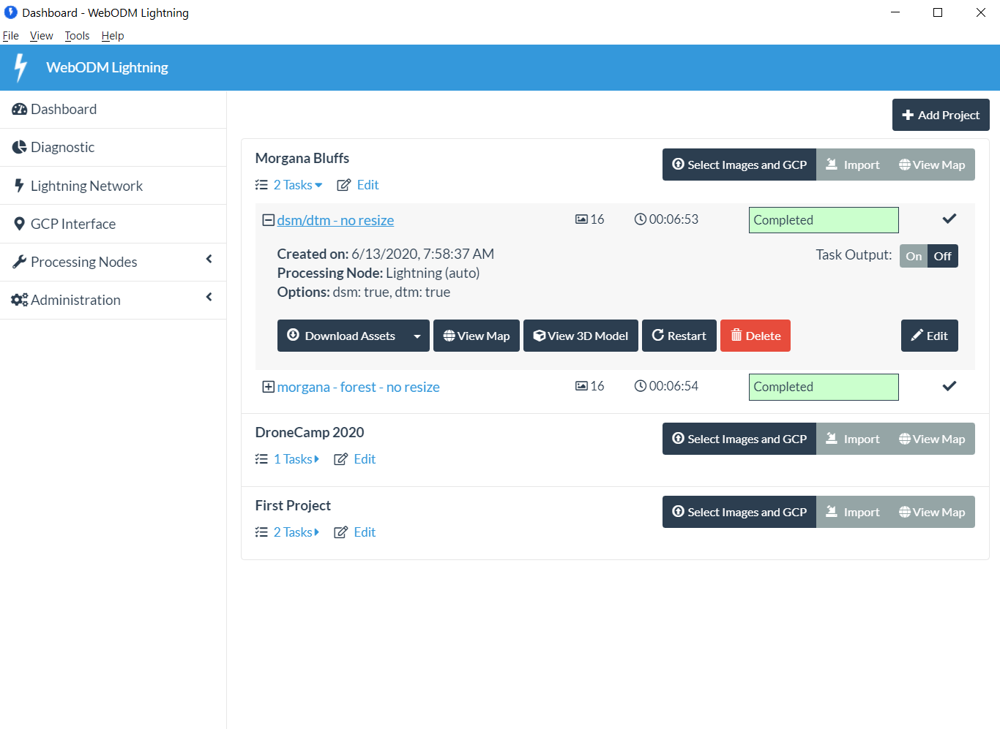 Dashboard - WebODM Lightning
File View Tools Help
WebODM Lightning
Dashboard
Diagnostic
Lightning Network
GCP Interface
Processing Nodes
Administration
Add Project
Morgana Bluffs
Select Images and GCP Import View Map
2 Tasks Edit
dsm/dtm - no resize 16 00:06:53 Completed
Created on: 6/13/2020, 7:58:37 AM
Task Output: On Off
Processing Node: Lightning (auto)
Options: dsm: true, dtm: true
Download Assets View Map View 3D Model Restart Delete Edit
morgana - forest - no resize 16 00:06:54 Completed
DroneCamp 2020
Select Images and GCP Import View Map
1 Tasks Edit
First Project
Select Images and GCP Import View Map
2 Tasks Edit